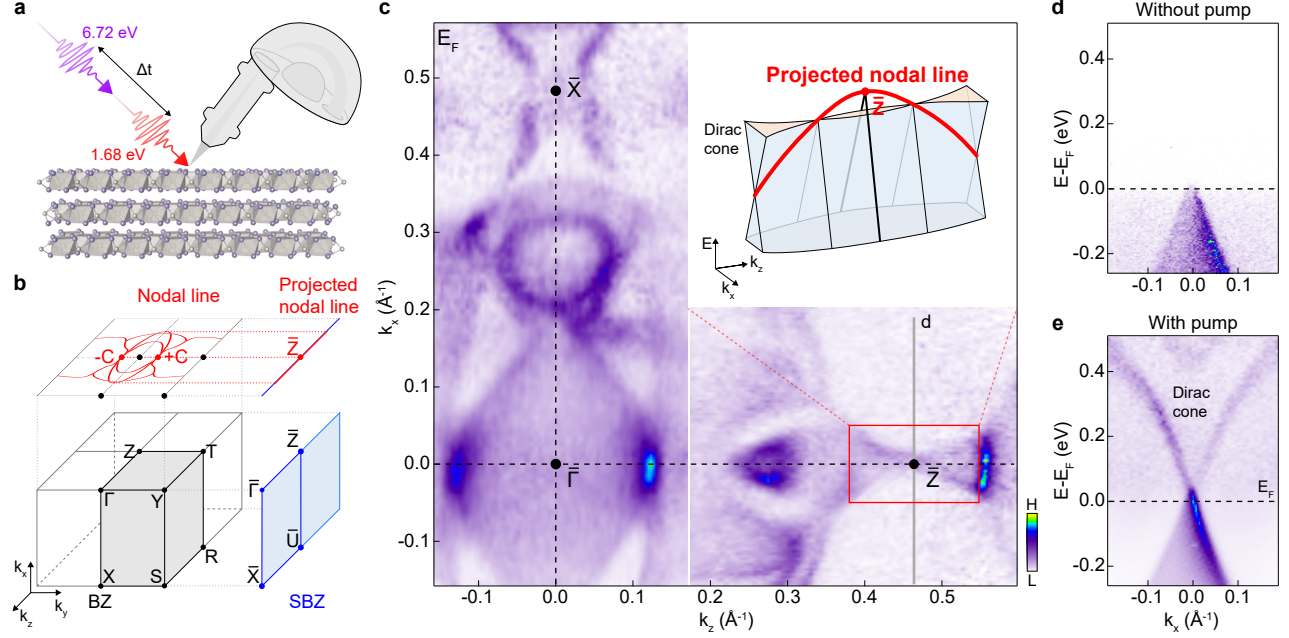 a
6.72 eV
Δt
1.68 eV
b
Nodal line
Projected
nodal line
-C
+C
Z̅
Z
T
Γ
Y
X
S
R
BZ
k_x
k_y
k_z
Z̅
Γ̅
U̅
X̅
SBZ
c
E_F
X̅
Γ̅
k_x (Å⁻¹)
0.5
0.4
0.3
0.2
0.1
0.0
-0.1
-0.1
0.0
0.1
0.2
0.3
0.4
0.5
k_z (Å⁻¹)
Projected nodal line
Z̅
Dirac
cone
E
k_z
k_x
d
Z̅
H
L
d
Without pump
E-E_F (eV)
0.4
0.2
0.0
-0.2
-0.1
0.0
0.1
e
With pump
Dirac
cone
E_F
E-E_F (eV)
0.4
0.2
0.0
-0.2
-0.1
0.0
0.1
k_x (Å⁻¹)